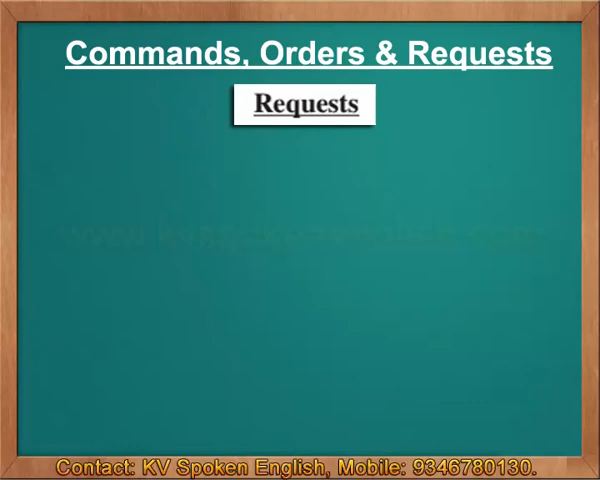 Commands, Orders & Requests
Requests
Contact: KV Spoken English, Mobile: 9346780130.